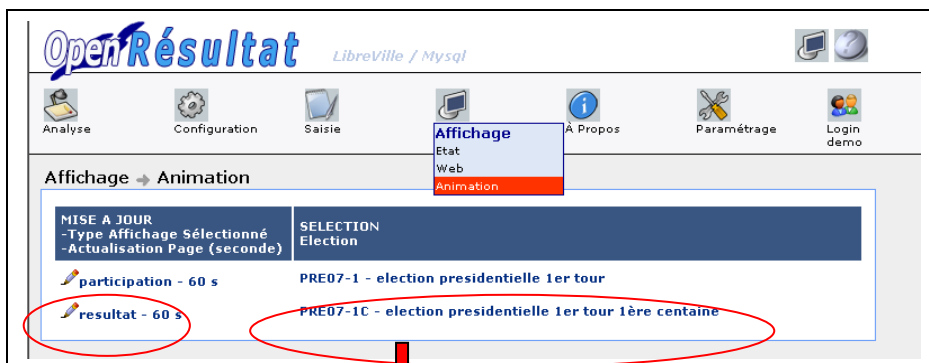 OpenRésultat
LibreVille / Mysql
Analyse
Configuration
Saisie
Affichage
Etat
Web
Animation
À Propos
Paramétrage
Login
demo
Affichage Animation
MISE A JOUR
-Type Affichage Sélectionné
-Actualisation Page (seconde)
SELECTION
Election
participation - 60 s
PRE07-1 - election presidentielle 1er tour
resultat - 60 s
PRE07-1C - election presidentielle 1er tour 1ère centaine